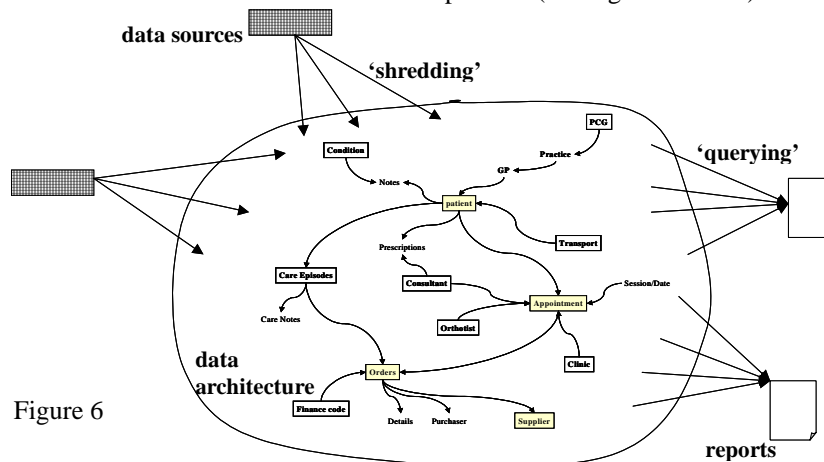 data sources
‘shredding’
PCG
‘querying’
Condition
Practice
GP
Notes
patient
Transport
Prescriptions
Care Episodes
Consultant
Session/Date
Appointment
Care Notes
Orthotist
data
architecture
Clinic
Orders
Finance code
Figure 6
Details
Purchaser
Supplier
reports